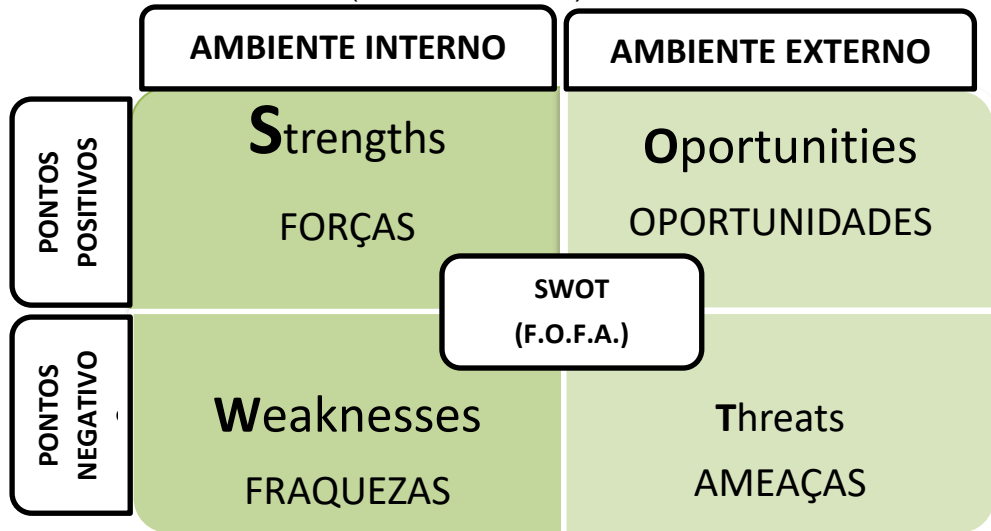 AMBIENTE INTERNO
AMBIENTE EXTERNO
PONTOS
POSITIVOS
Strengths
FORÇAS
Oportunities
OPORTUNIDADES
SWOT
(F.O.F.A.)
PONTOS
NEGATIVO
Weaknesses
FRAQUEZAS
Threats
AMEAÇAS